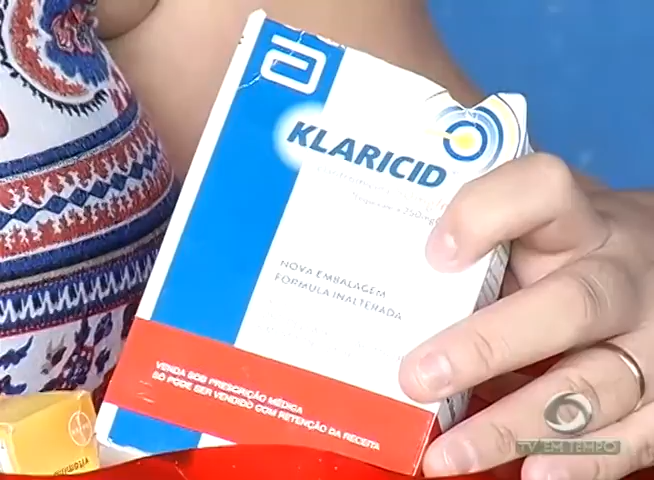 KLARICID
NOVA EMBALAGEM
FORMULA INALTERADA
VENDA SOB PRESCRIÇÃO MÉDICA
SÓ PODE SER VENDIDO COM RETENÇÃO DA RECEITA
TV EM TEMPO